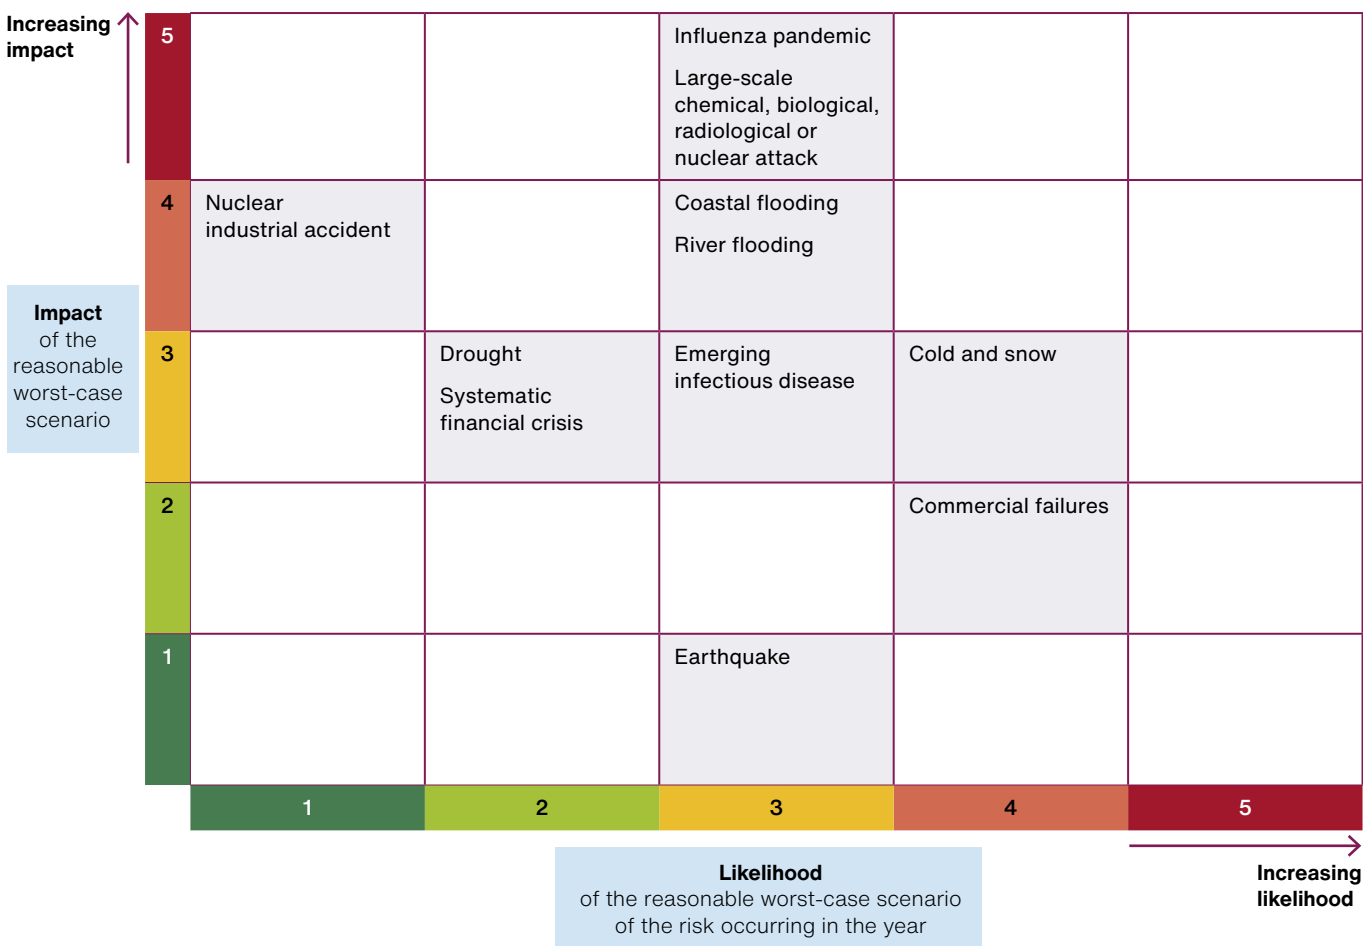 Increasing
impact
5
Influenza pandemic
Large-scale
chemical, biological,
radiological or
nuclear attack
4
Nuclear
industrial accident
Coastal flooding
River flooding
Impact
of the
reasonable
worst-case
scenario
3
Drought
Systematic
financial crisis
Emerging
infectious disease
Cold and snow
2
Commercial failures
1
Earthquake
1
2
3
4
5
Likelihood
of the reasonable worst-case scenario
of the risk occurring in the year
Increasing
likelihood